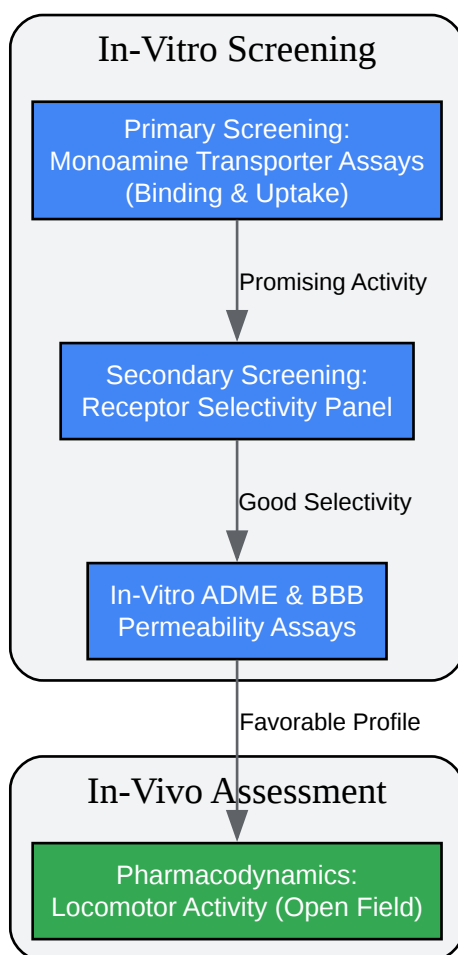 In-Vitro Screening
Primary Screening:
Monoamine Transporter Assays
(Binding & Uptake)
Promising Activity
Secondary Screening:
Receptor Selectivity Panel
Good Selectivity
In-Vitro ADME & BBB
Permeability Assays
Favorable Profile
In-Vivo Assessment
Pharmacodynamics:
Locomotor Activity (Open Field)